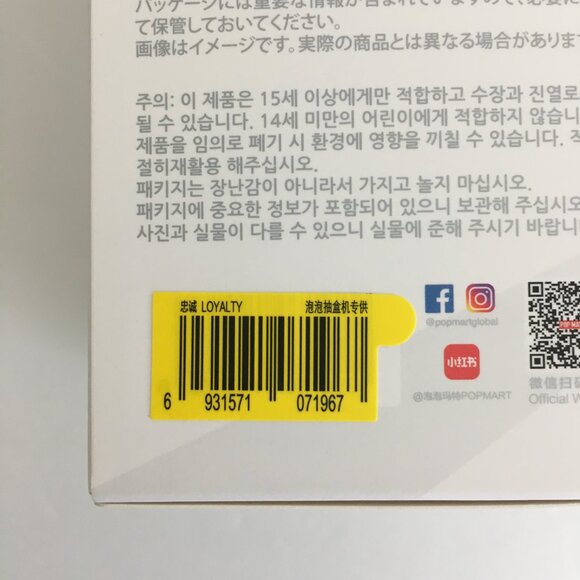 パッケージには重要な情報が含まれていますので、必要に
て保管しておいてください。
画像はイメージです。実際の商品とは異なる場合があります
주의: 이 제품은 15세 이상에게만 적합하고 수장과 진열로
될 수 있습니다. 14세 미만의 어린이에게 적합하지 않습니
제품을 임의로 폐기 시 환경에 영향을 끼칠 수 있습니다. 적
절히재활용 해주십시오.
패키지는 장난감이 아니라서 가지고 놀지 마십시오.
패키지에 중요한 정보가 포함되어 있으니 보관해 주십시오
사진과 실물이 다를 수 있으니 실물에 준해 주시기 바랍니
忠诚 LOYALTY 泡泡抽盒机专供
6 931571 071967
@popmartglobal
小红书
@泡泡玛特POPMART
POP MA
微信扫码
Official W